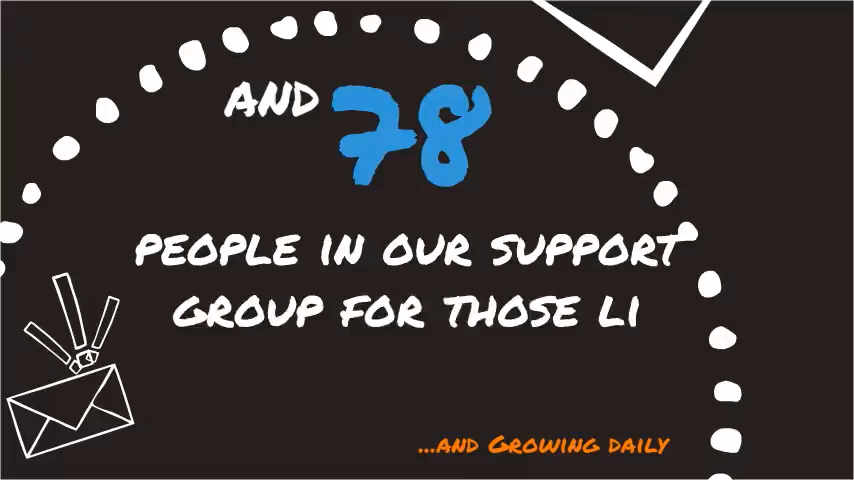 AND 78
PEOPLE IN OUR SUPPORT
GROUP FOR THOSE LI
...AND GROWING DAILY